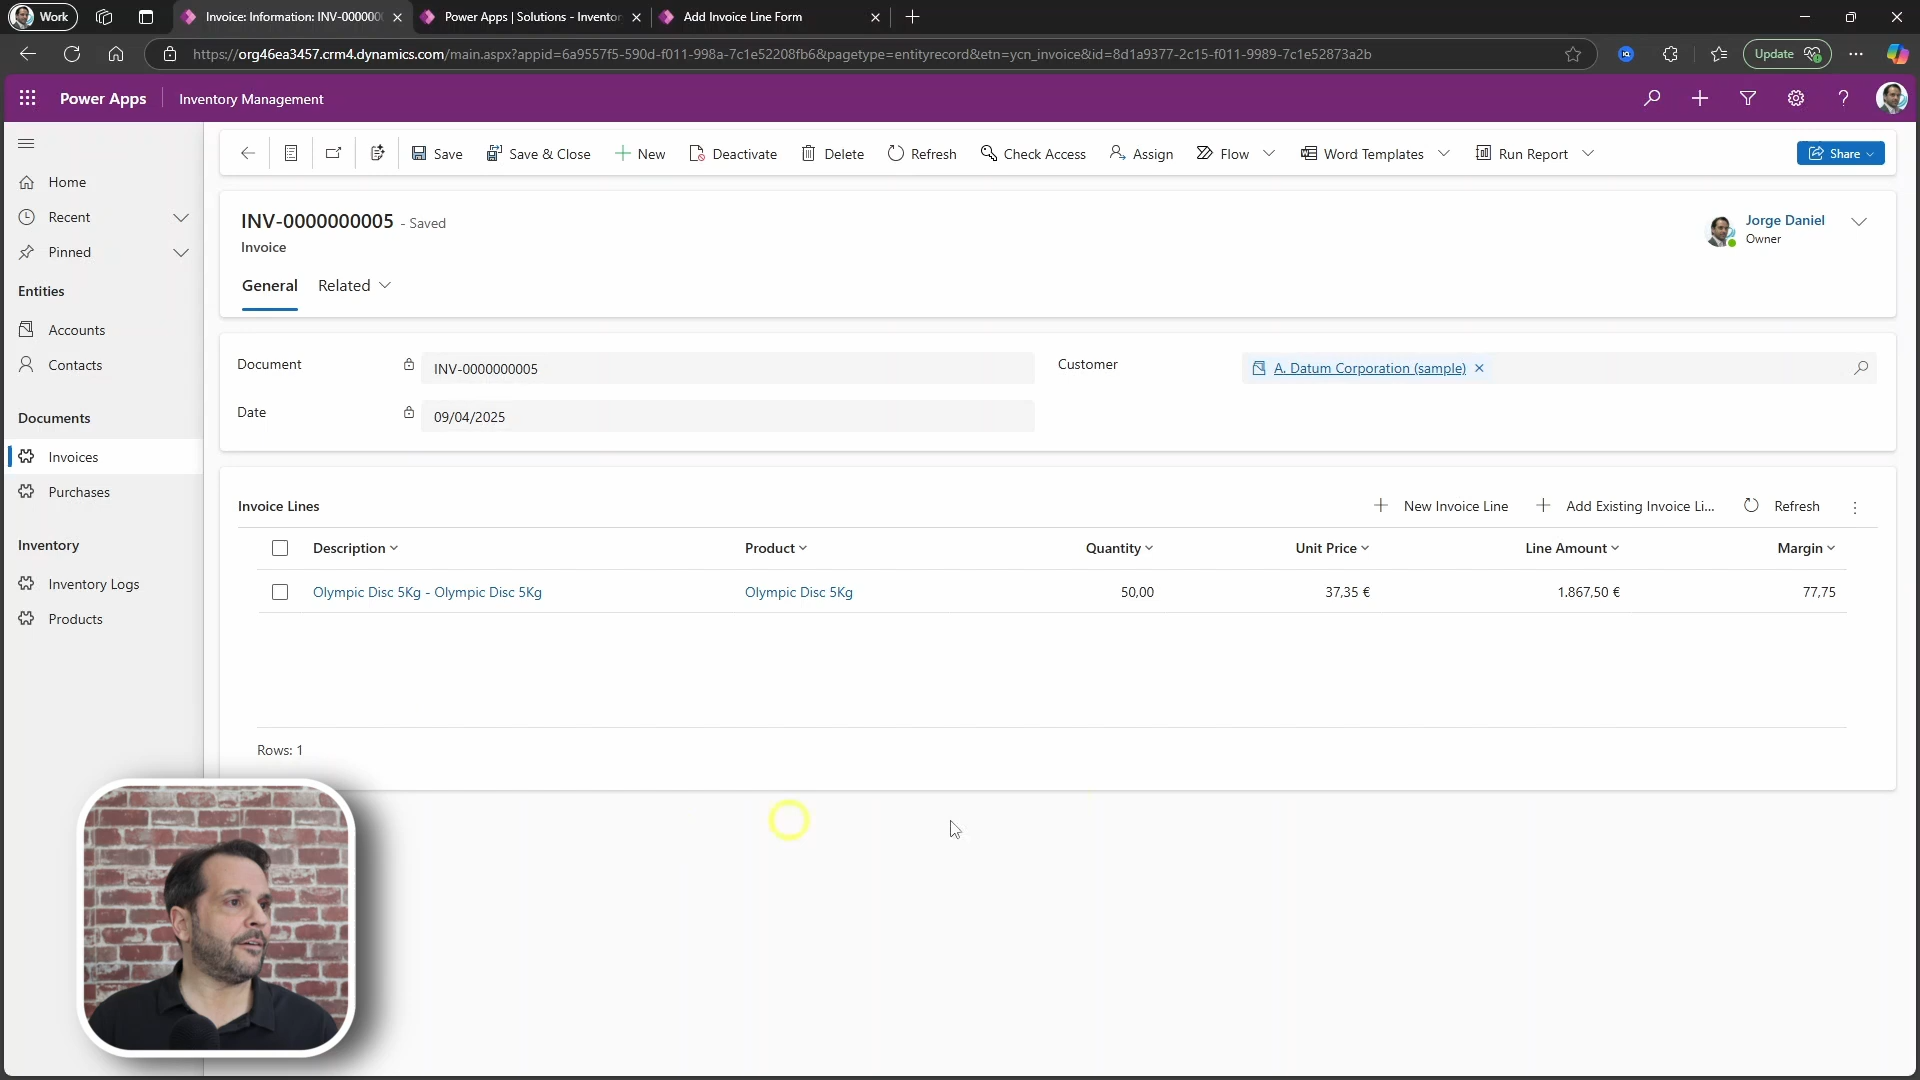 Work
Invoice: Information: INV-000000
Power Apps | Solutions - Inventor
Add Invoice Line Form
https://org46ea3457.crm4.dynamics.com/main.aspx?appid=6a9557f5-590d-f011-998a-7c1e52208fb6&pagetype=entityrecord&etn=ycn_invoice&id=8d1a9377-2c15-f011-9989-7c1e52873a2b
Update
Power Apps
Inventory Management
Save
Save & Close
New
Deactivate
Delete
Refresh
Check Access
Assign
Flow
Word Templates
Run Report
Share
Home
Recent
Pinned
Entities
Accounts
Contacts
Documents
Invoices
Purchases
Inventory
Inventory Logs
Products
INV-0000000005 - Saved
Invoice
Jorge Daniel
Owner
General
Related
Document
INV-0000000005
Customer
A. Datum Corporation (sample)
Date
09/04/2025
Invoice Lines
New Invoice Line
Add Existing Invoice Li...
Refresh
Description
Product
Quantity
Unit Price
Line Amount
Margin
Olympic Disc 5Kg - Olympic Disc 5Kg
Olympic Disc 5Kg
50,00
37,35 €
1.867,50 €
77,75
Rows: 1